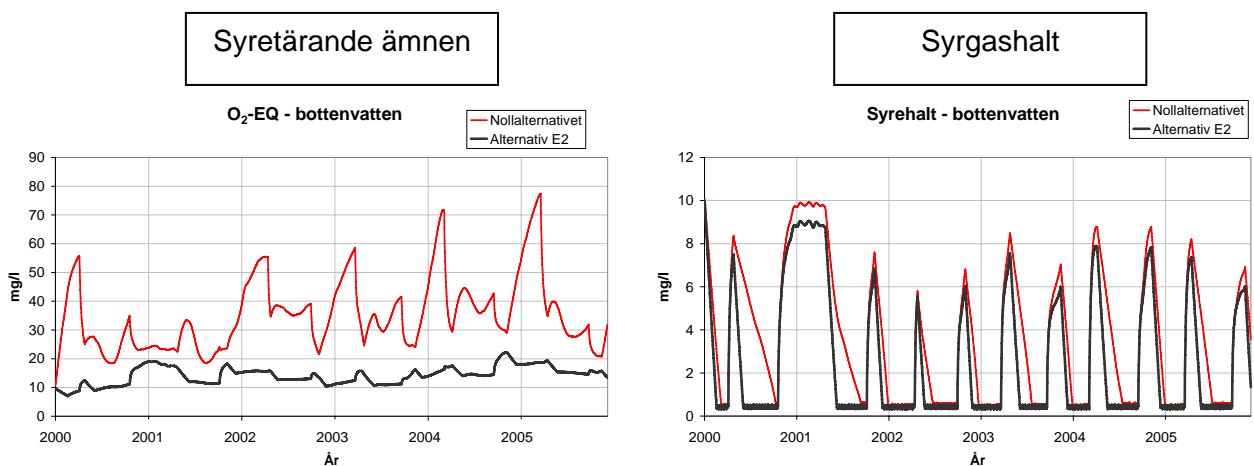 Syretärande ämnen
O2-EQ - bottenvatten
Nollalternativet
Alternativ E2
90
80
70
60
50
40
30
20
10
0
mg/l
2000 2001 2002 2003 2004 2005
År
Syrgashalt
Syrehalt - bottenvatten
Nollalternativet
Alternativ E2
12
10
8
6
4
2
0
mg/l
2000 2001 2002 2003 2004 2005
År